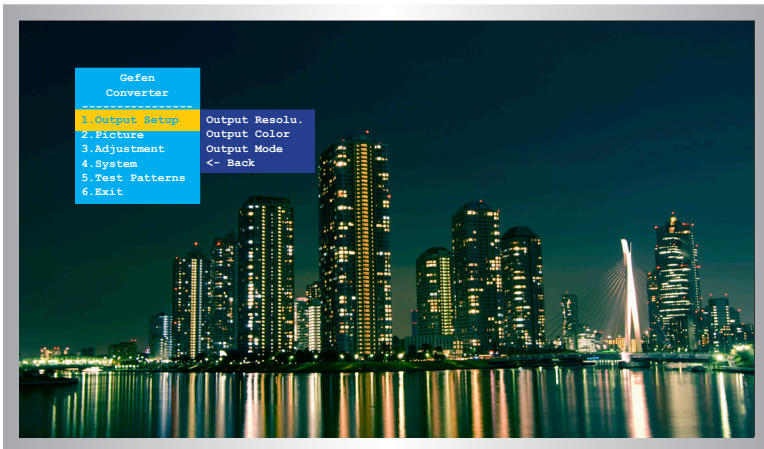 Gefen
Converter
----------------
1.Output Setup
2.Picture
3.Adjustment
4.System
5.Test Patterns
6.Exit
Output Resolu.
Output Color
Output Mode
<- Back